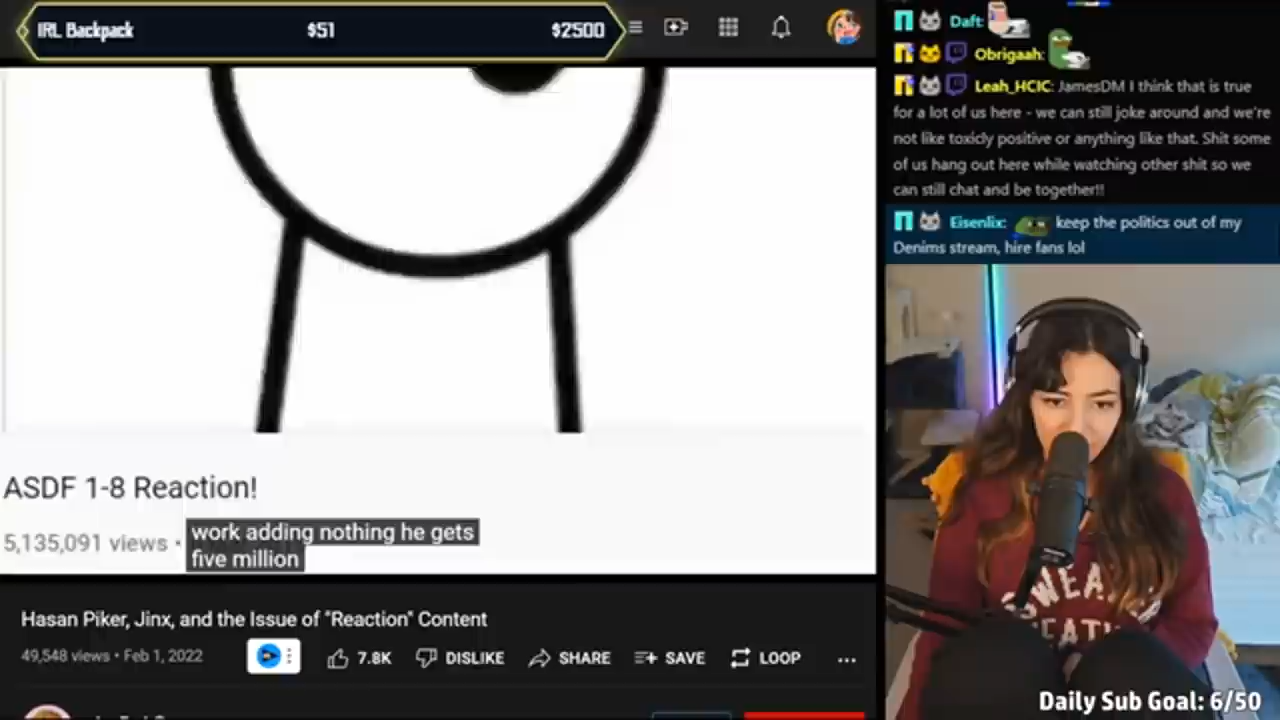 IRL Backpack $51 $2500
Daft:
Obrigaah:
Leah_HCIC: JamesDM I think that is true
for a lot of us here - we can still joke around and we're
not like toxicly positive or anything like that. Shit some
of us hang out here while watching other shit so we
can still chat and be together!!
Eisenlix: keep the politics out of my
Denims stream, hire fans lol
ASDF 1-8 Reaction!
5,135,091 views •
work adding nothing he gets
five million
Hasan Piker, Jinx, and the Issue of "Reaction" Content
49,548 views • Feb 1, 2022
7.8K DISLIKE SHARE SAVE LOOP
Daily Sub Goal: 6/50